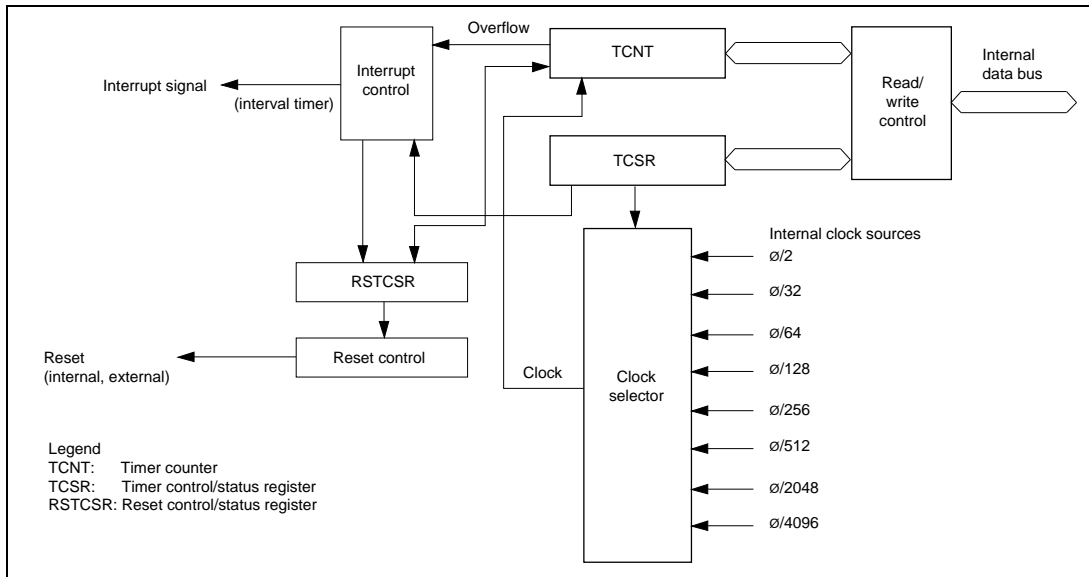 Overflow
TCNT
Internal
data bus
Interrupt
control
Read/
write
control
Interrupt signal
(interval timer)
TCSR
Internal clock sources
ø/2
RSTCSR
ø/32
ø/64
Reset
(internal, external)
Reset control
Clock
Clock
selector
ø/128
ø/256
ø/512
ø/2048
ø/4096
Legend
TCNT: Timer counter
TCSR: Timer control/status register
RSTCSR: Reset control/status register